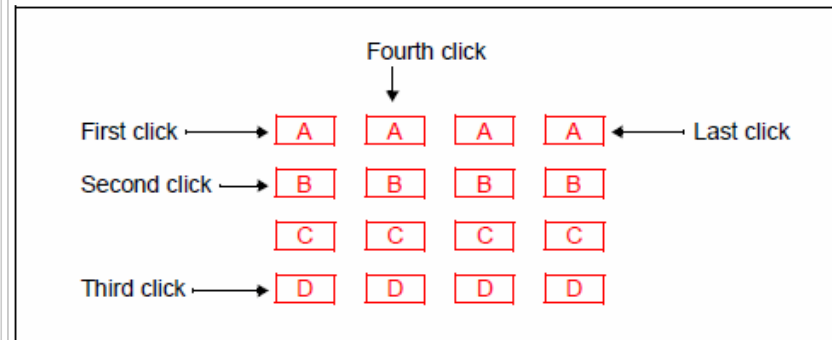 Fourth click
First click A A A A Last click
Second click B B B B
C C C C
Third click D D D D